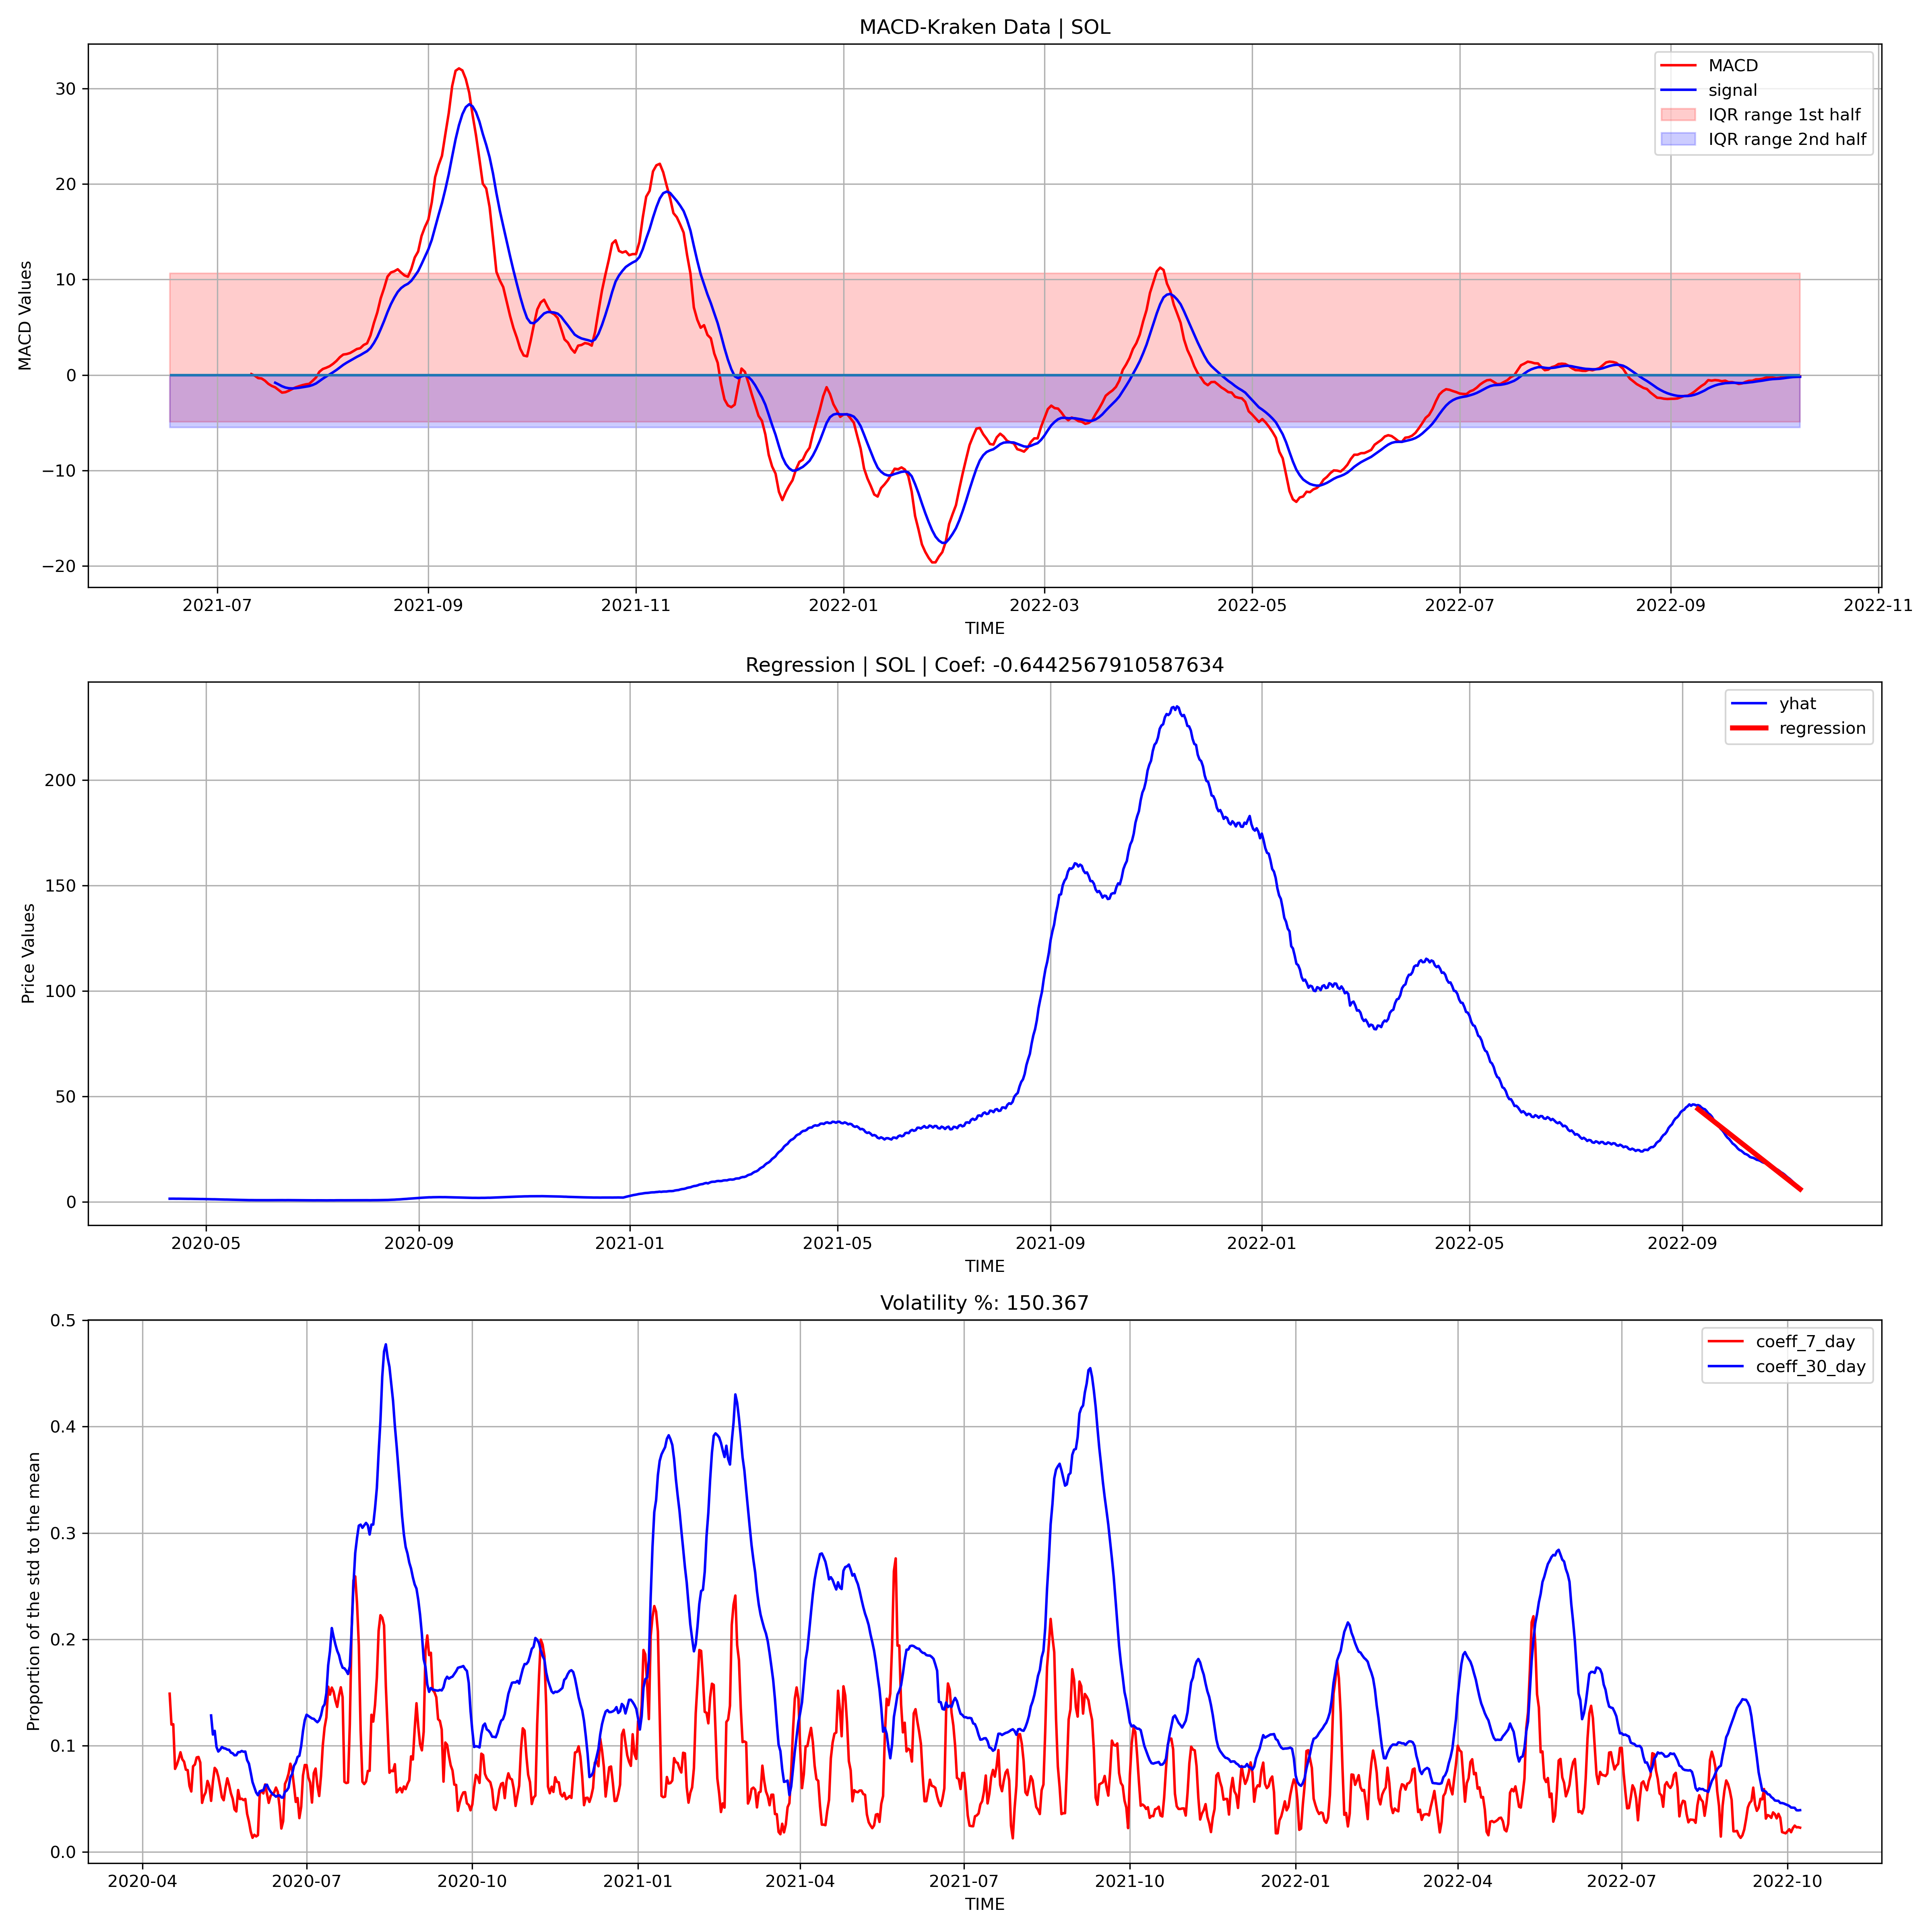 MACD-Kraken Data | SOL
MACD Values
30
20
10
0
−10
−20
MACD
signal
IQR range 1st half
IQR range 2nd half
2021-07 2021-09 2021-11 2022-01 2022-03 2022-05 2022-07 2022-09 2022-11
TIME
Regression | SOL | Coef: -0.6442567910587634
Price Values
200
150
100
50
0
yhat
regression
2020-05 2020-09 2021-01 2021-05 2021-09 2022-01 2022-05 2022-09
TIME
Volatility %: 150.367
Proportion of the std to the mean
0.5
0.4
0.3
0.2
0.1
0.0
coeff_7_day
coeff_30_day
2020-04 2020-07 2020-10 2021-01 2021-04 2021-07 2021-10 2022-01 2022-04 2022-07 2022-10
TIME